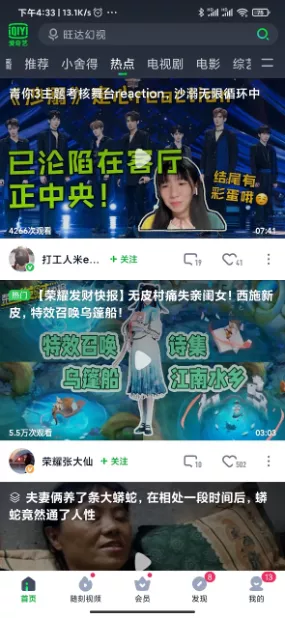 下午4:33 | 13.1K/s
iQIYI
爱奇艺
旺达幻视
播 推荐 小舍得 热点 电视剧 电影 综艺
青你3主题考核舞台reaction，沙潮无眼循环中
已沦陷在客厅
正中央！
结尾有
彩蛋哦
4266次观看 07:41
打工人米e... +关注 19 41
热门 【荣耀发财快报】无皮村痛失亲闺女！西施新
皮，特效召唤乌篷船！
特效召唤 诗集
乌篷船 江南水乡
5.5万次观看 03:03
荣耀张大仙 +关注 10 502
夫妻俩养了条大蟒蛇，在相处一段时间后，蟒
蛇竟然通了人性
8 13
首页 随刻视频 会员 发现 我的